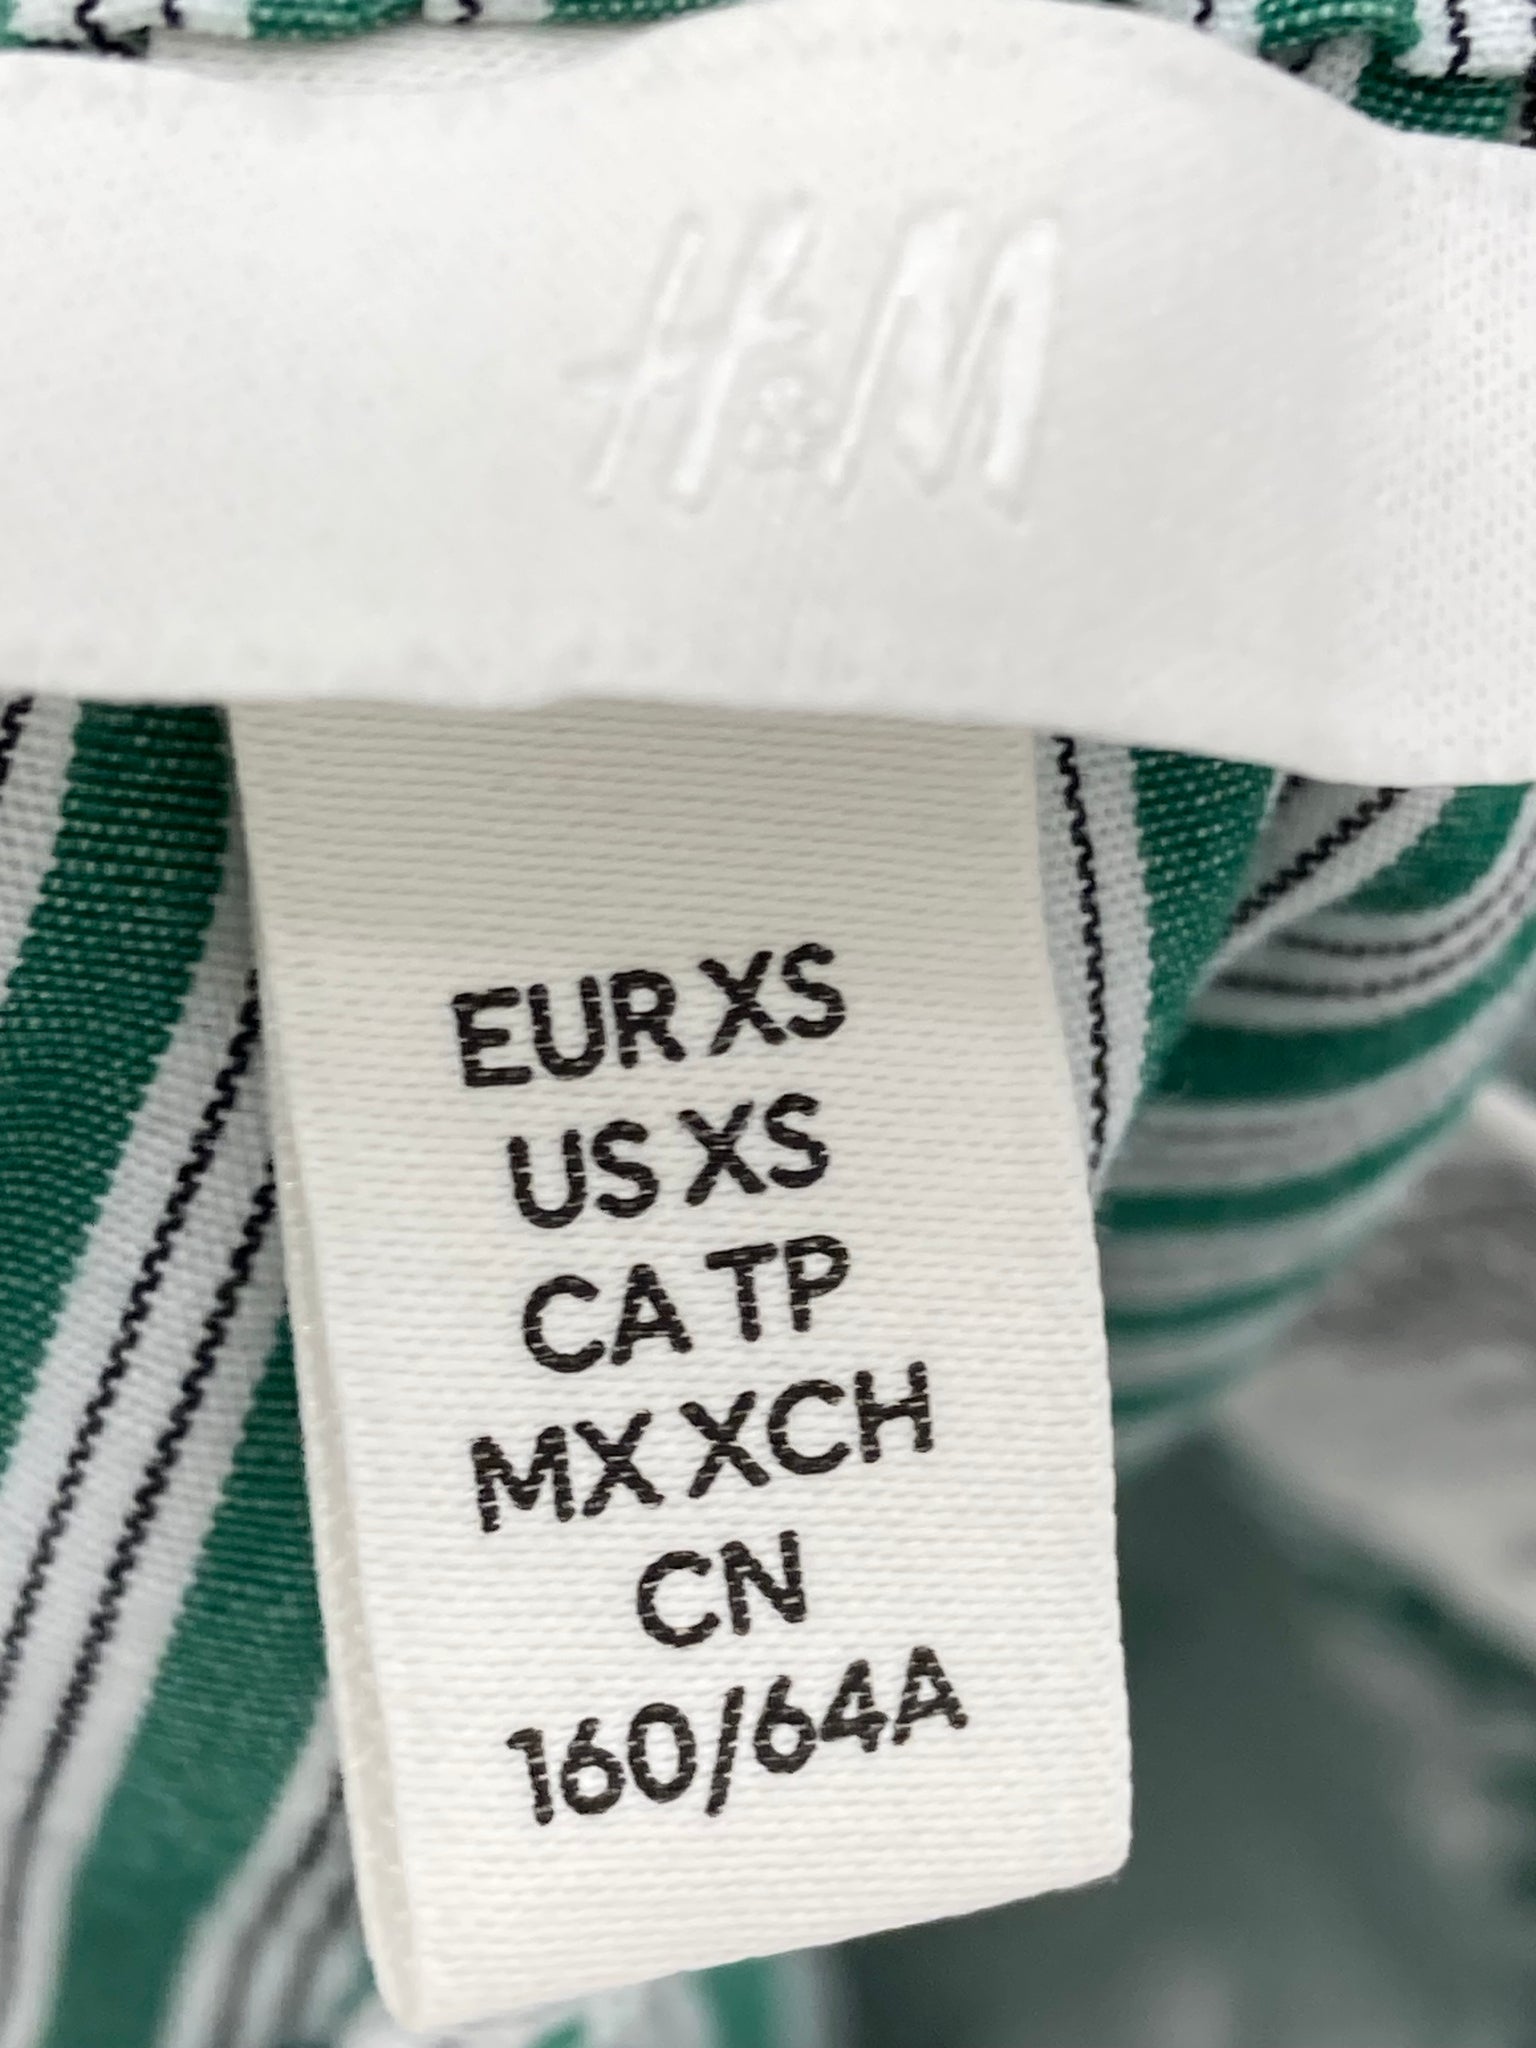 H&M
EUR XS
US XS
CA TP
MX XCH
CN
160/64A